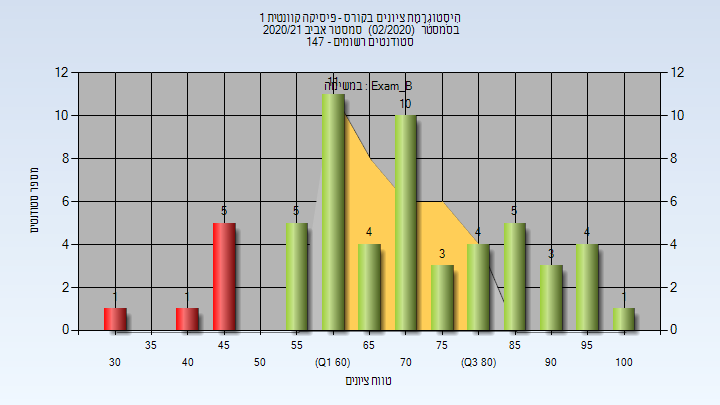 היסטוגרמת ציונים בקורס - פיסיקה קוונטית 1
בסמסטר (02/2020) סמסטר אביב 2020/21
סטודנטים רשומים - 147
במשימה : Exam_B
מספר סטודנטים
12 12
10 10
8 8
6 6
4 4
2 2
0 0
1 1 5 5 11 4 10 3 4 5 3 4 1
35 45 55 65 75 85 95
30 40 50 (Q1 60) 70 (Q3 80) 90 100
טווח ציונים